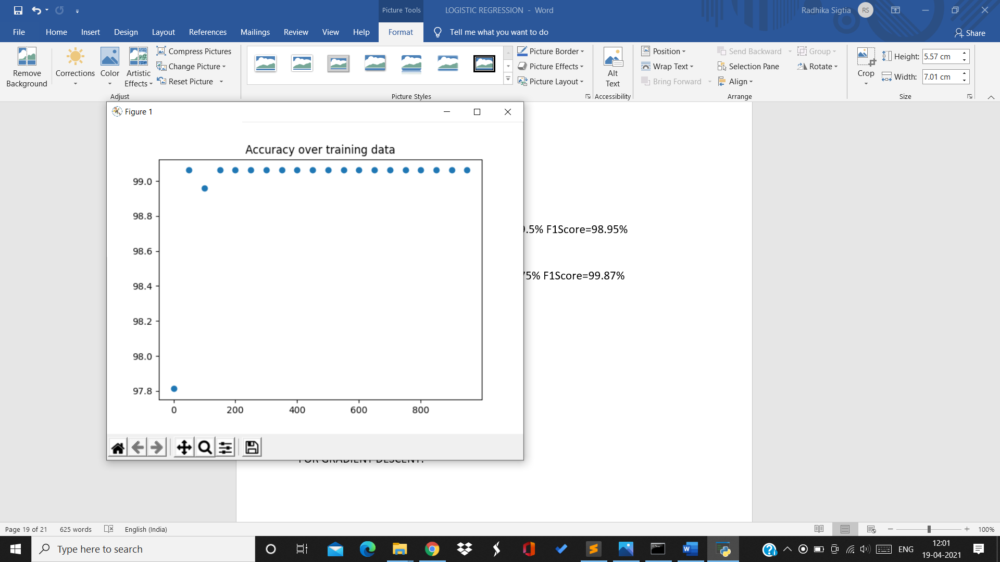 Picture Tools
LOGISTIC REGRESSION - Word
Radhika Sigtia
RS
File
Home
Insert
Design
Layout
References
Mailings
Review
View
Help
Format
Tell me what you want to do
Share
Remove
Background
Corrections
Color
Artistic
Effects
Compress Pictures
Change Picture
Reset Picture
Adjust
Picture Styles
Picture Border
Picture Effects
Picture Layout
Alt
Text
Accessibility
Position
Wrap Text
Bring Forward
Send Backward
Selection Pane
Align
Group
Rotate
Arrange
Crop
Height: 5.57 cm
Width: 7.01 cm
Size
Figure 1
Accuracy over training data
99.0
98.8
98.6
98.4
98.2
98.0
97.8
0
200
400
600
800
.5% F1Score=98.95%
75% F1Score=99.87%
FOR GRADIENT DESCENT:
Page 19 of 21
625 words
English (India)
100%
Type here to search
ENG
12:01
19-04-2021